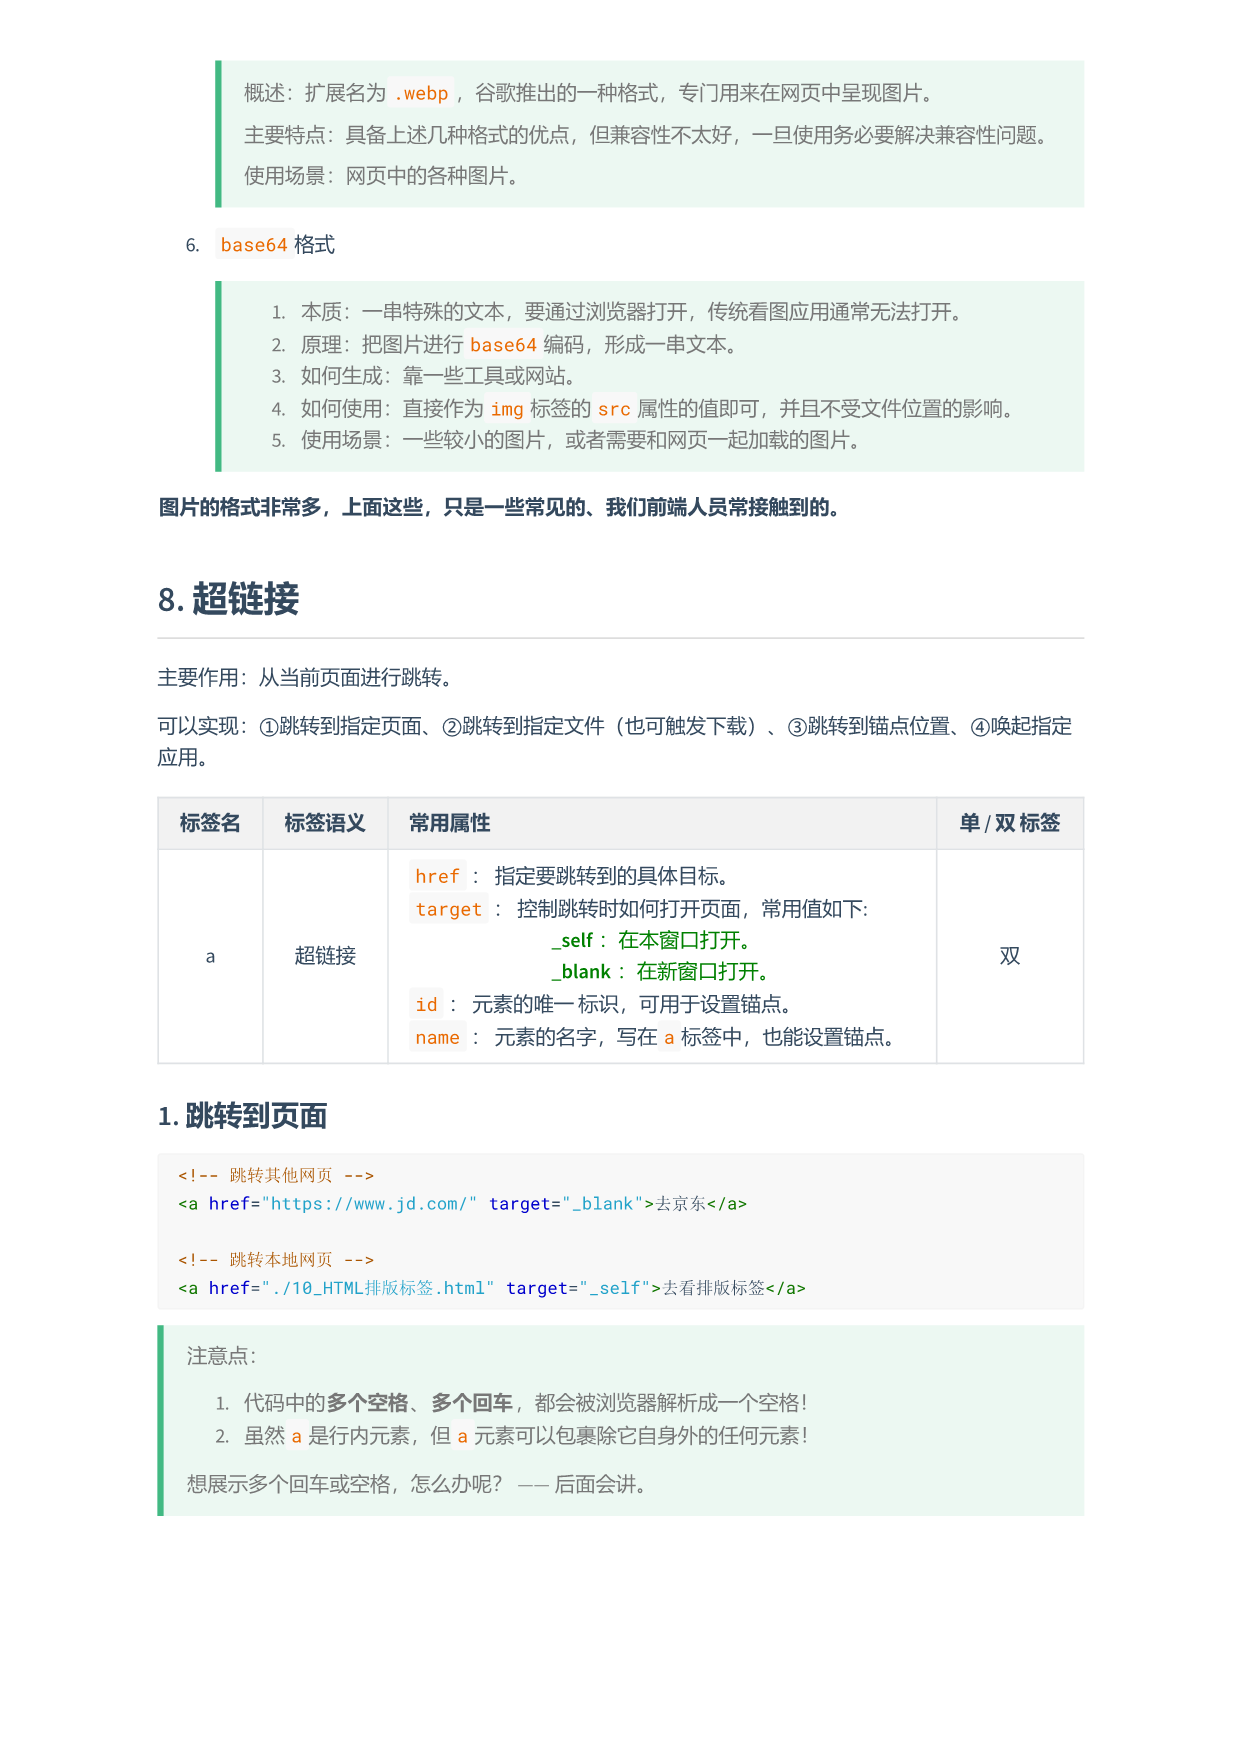 概述：扩展名为 .webp ，谷歌推出的一种格式，专门用来在网页中呈现图片。
主要特点：具备上述几种格式的优点，但兼容性不太好，一旦使用务必要解决兼容性问题。
使用场景：网页中的各种图片。
6. base64 格式
1. 本质：一串特殊的文本，要通过浏览器打开，传统看图应用通常无法打开。
2. 原理：把图片进行 base64 编码，形成一串文本。
3. 如何生成：靠一些工具或网站。
4. 如何使用：直接作为 img 标签的 src 属性的值即可，并且不受文件位置的影响。
5. 使用场景：一些较小的图片，或者需要和网页一起加载的图片。
图片的格式非常多，上面这些，只是一些常见的、我们前端人员常接触到的。
8. 超链接
主要作用：从当前页面进行跳转。
可以实现：①跳转到指定页面、②跳转到指定文件（也可触发下载）、③跳转到锚点位置、④唤起指定
应用。
标签名 标签语义 常用属性 单 / 双 标签
href ： 指定要跳转到的具体目标。
target ： 控制跳转时如何打开页面，常用值如下:
_self ：在本窗口打开。
_blank ：在新窗口打开。
a 超链接 双
id ： 元素的唯一 标识，可用于设置锚点。
name ： 元素的名字，写在 a 标签中，也能设置锚点。
1. 跳转到页面
<!-- 跳转其他网页 -->
<a href="https://www.jd.com/" target="_blank">去京东</a>
<!-- 跳转本地网页 -->
<a href="./10_HTML排版标签.html" target="_self">去看排版标签</a>
注意点：
1. 代码中的多个空格、多个回车，都会被浏览器解析成一个空格！
2. 虽然 a 是行内元素，但 a 元素可以包裹除它自身外的任何元素！
想展示多个回车或空格，怎么办呢？ —— 后面会讲。